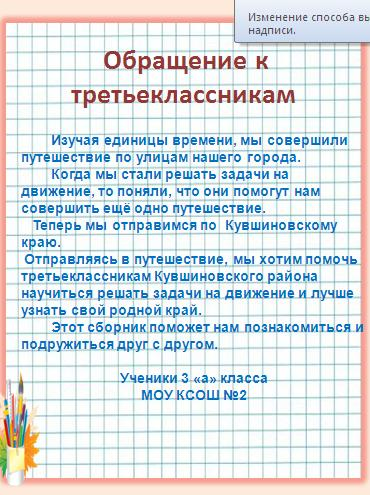 Изменение способа вы
надписи.
Обращение к
третьеклассникам
Изучая единицы времени, мы совершили
путешествие по улицам нашего города.
Когда мы стали решать задачи на
движение, то поняли, что они помогут нам
совершить ещё одно путешествие.
Теперь мы отправимся по Кувшиновскому
краю.
Отправляясь в путешествие, мы хотим помочь
третьеклассникам Кувшиновского района
научиться решать задачи на движение и лучше
узнать свой родной край.
Этот сборник поможет нам познакомиться и
подружиться друг с другом.
Ученики 3 «а» класса
МОУ КСОШ №2